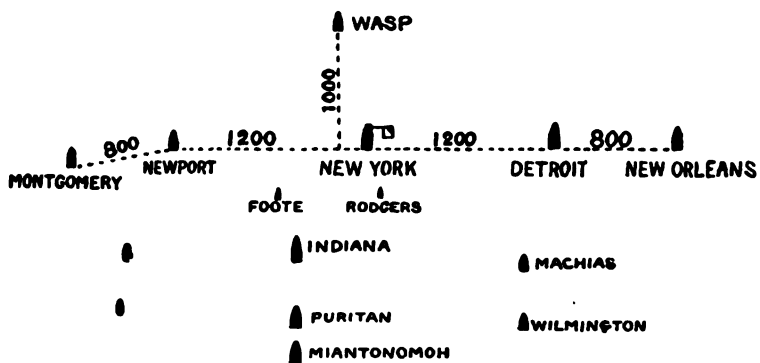 WASP
1000
800 1200 1200 800
MONTGOMERY NEWPORT NEW YORK DETROIT NEW ORLEANS
FOOTE RODGERS
INDIANA
MACHIAS
PURITAN
WILMINGTON
MIANTONOMOH